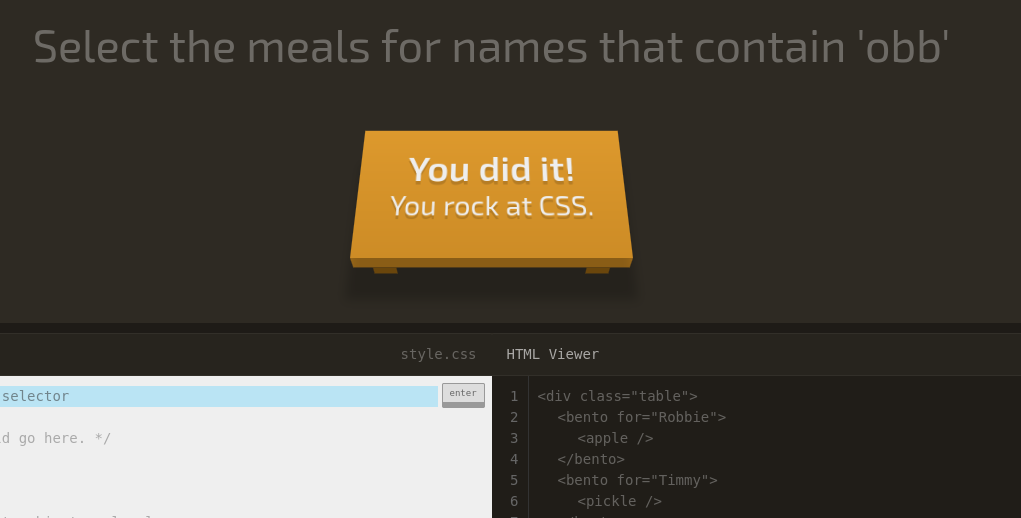 Select the meals for names that contain 'obb'
You did it!
You rock at CSS.
style.css
HTML Viewer
selector
enter
d go here. */
1 <div class="table">
2 <bento for="Robbie">
3 <apple />
4 </bento>
5 <bento for="Timmy">
6 <pickle />